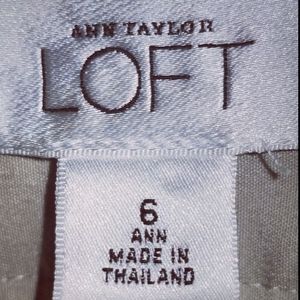 ANN TAYLOR
LOFT
6
ANN
MADE IN
THAILAND